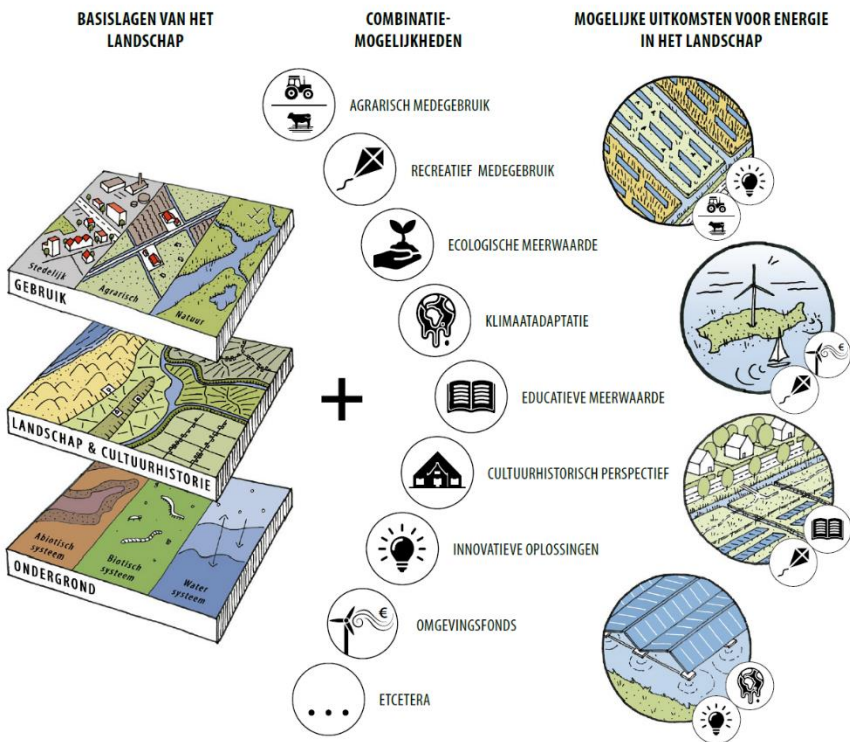 BASISLAGEN VAN HET
LANDSCHAP
COMBINATIE-
MOGELIJKHEDEN
MOGELIJKE UITKOMSTEN VOOR ENERGIE
IN HET LANDSCHAP
AGRARISCH MEDEGEBRUIK
RECREATIEF MEDEGEBRUIK
ECOLOGISCHE MEERWAARDE
KLIMAATADAPTATIE
EDUCATIEVE MEERWAARDE
CULTUURHISTORISCH PERSPECTIEF
INNOVATIEVE OPLOSSINGEN
€
OMGEVINGSFONDS
...
ETCETERA
Stedelijk
Agrarisch
Natuur
GEBRUIK
LANDSCHAP & CULTUURHISTORIE
Abiotisch
systeem
Biotisch
systeem
Water
systeem
ONDERGROND
+
€